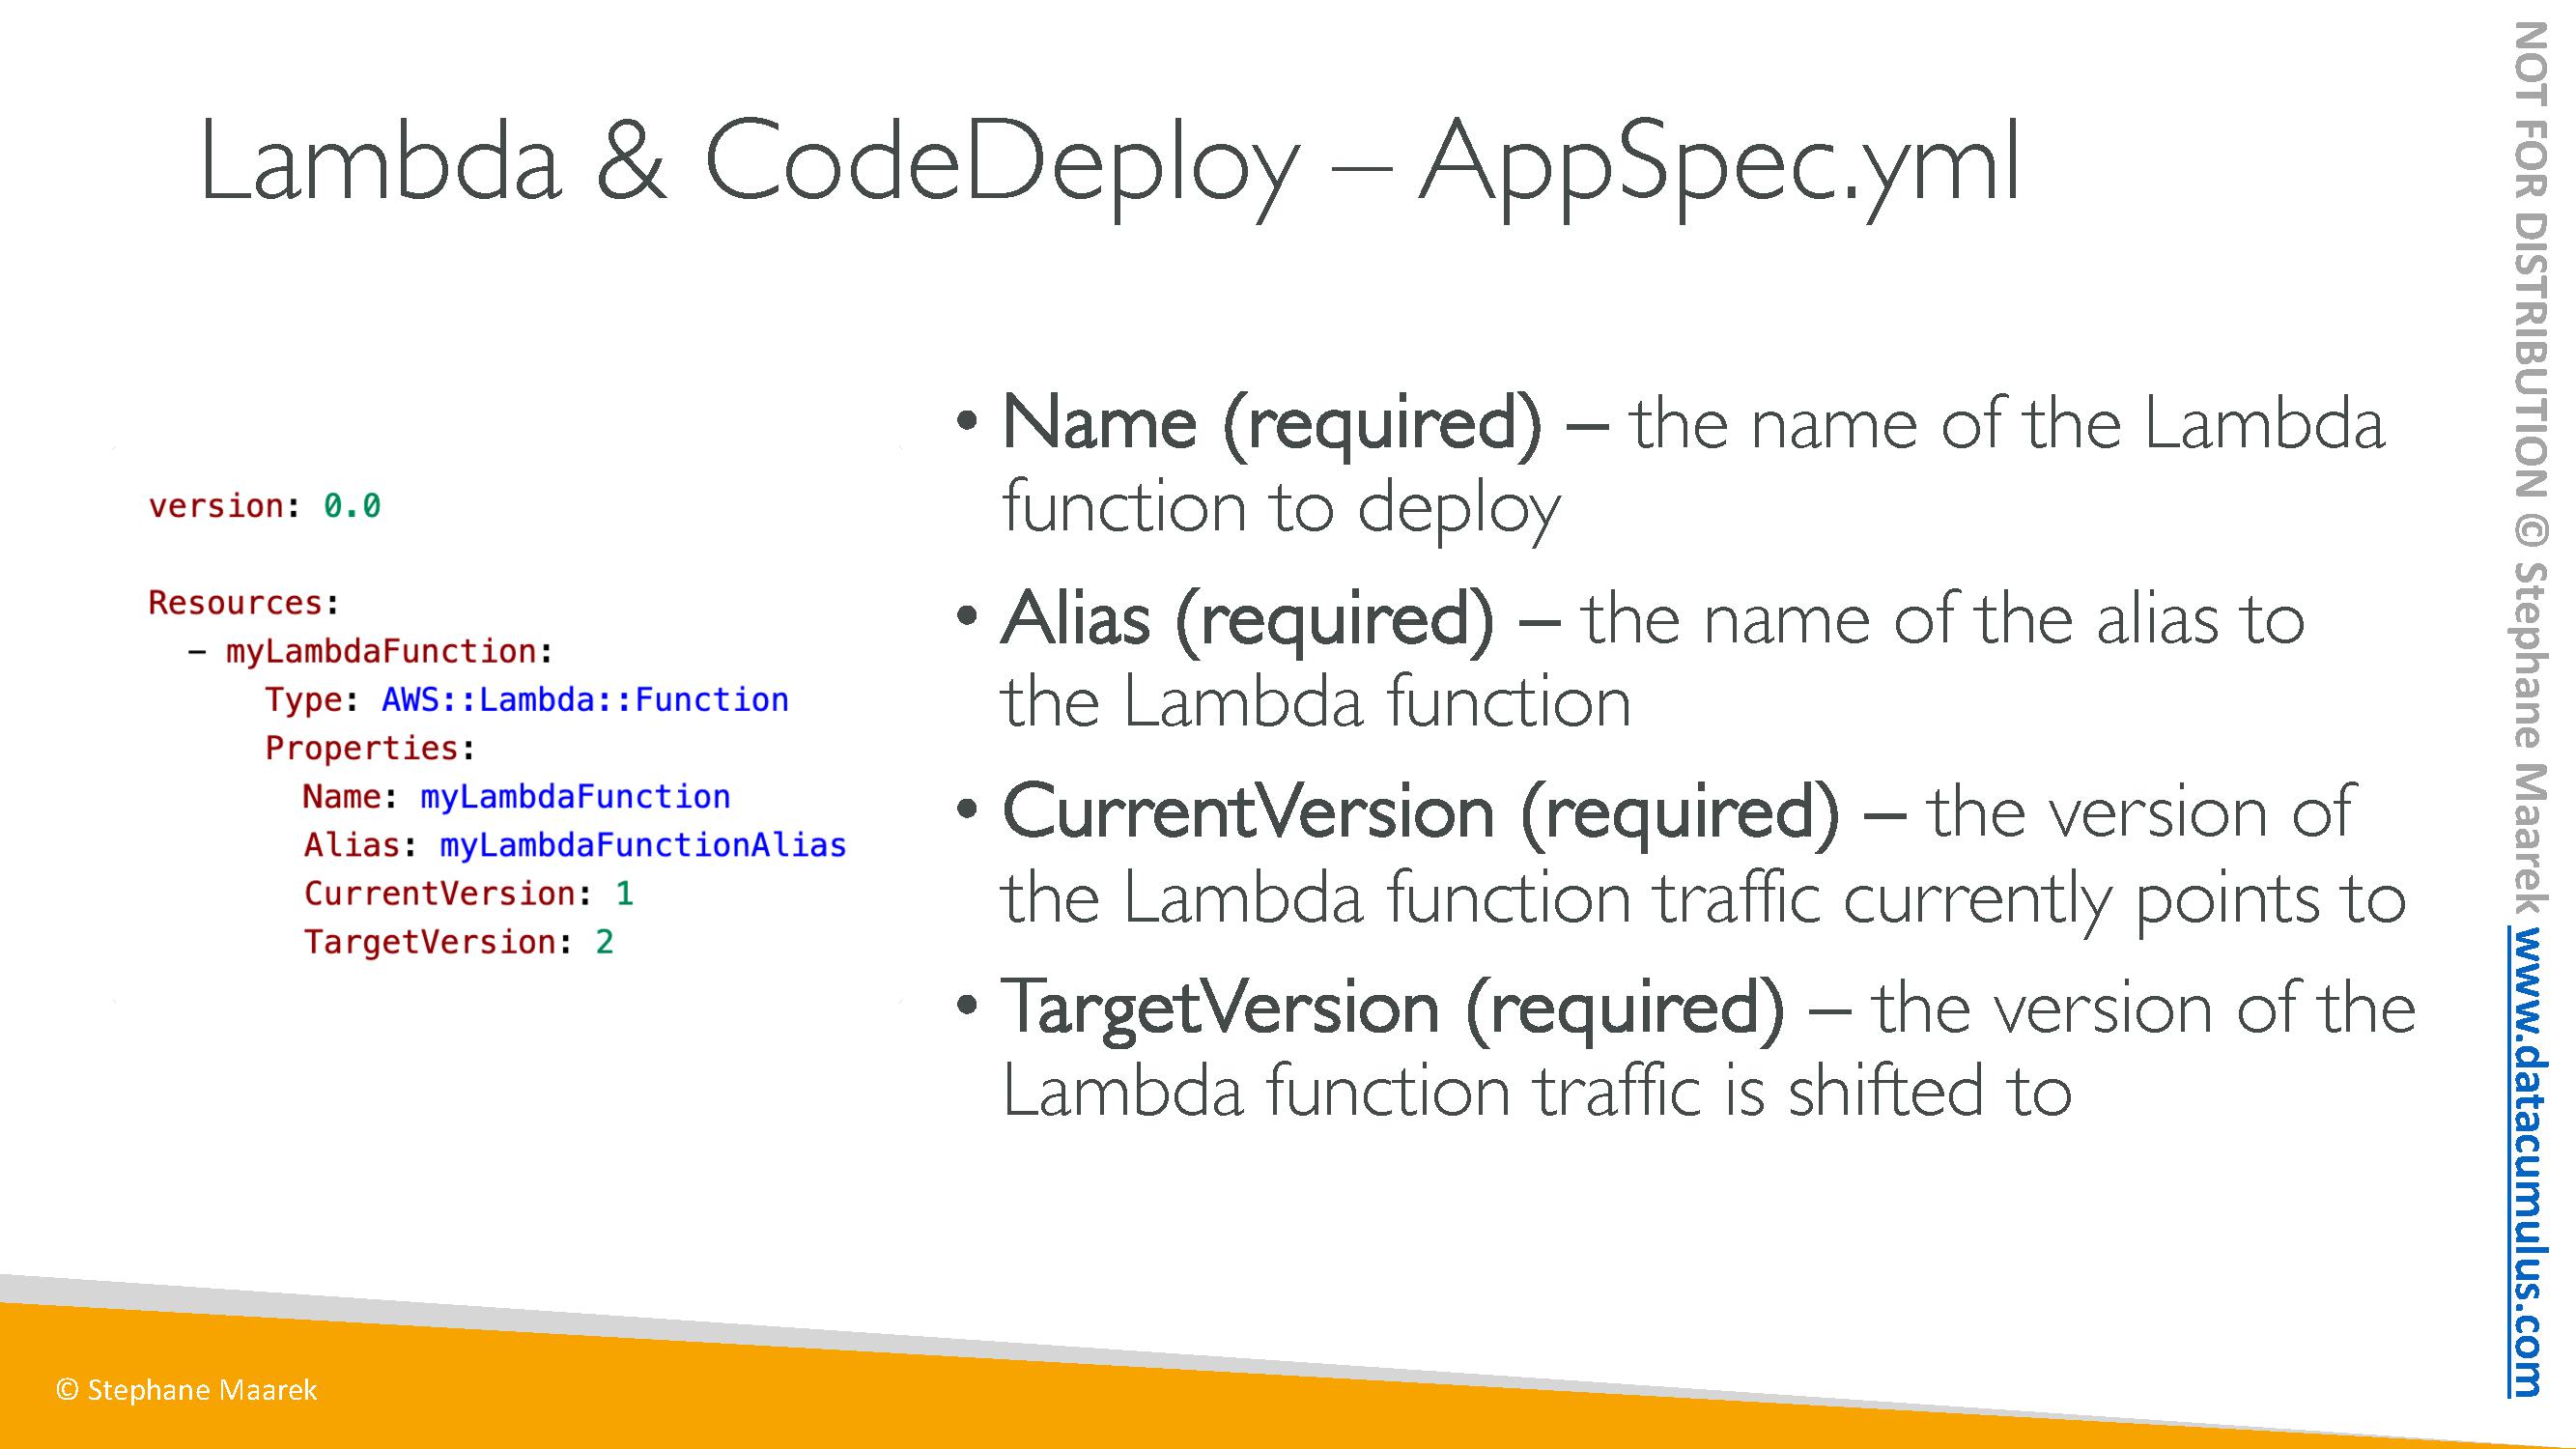 Lambda & CodeDeploy – AppSpec.yml
version: 0.0
Resources:
- myLambdaFunction:
Type: AWS::Lambda::Function
Properties:
Name: myLambdaFunction
Alias: myLambdaFunctionAlias
CurrentVersion: 1
TargetVersion: 2
• Name (required) – the name of the Lambda
function to deploy
• Alias (required) – the name of the alias to
the Lambda function
• CurrentVersion (required) – the version of
the Lambda function traffic currently points to
• TargetVersion (required) – the version of the
Lambda function traffic is shifted to
© Stephane Maarek
NOT FOR DISTRIBUTION © Stephane Maarek www.datacumulus.com